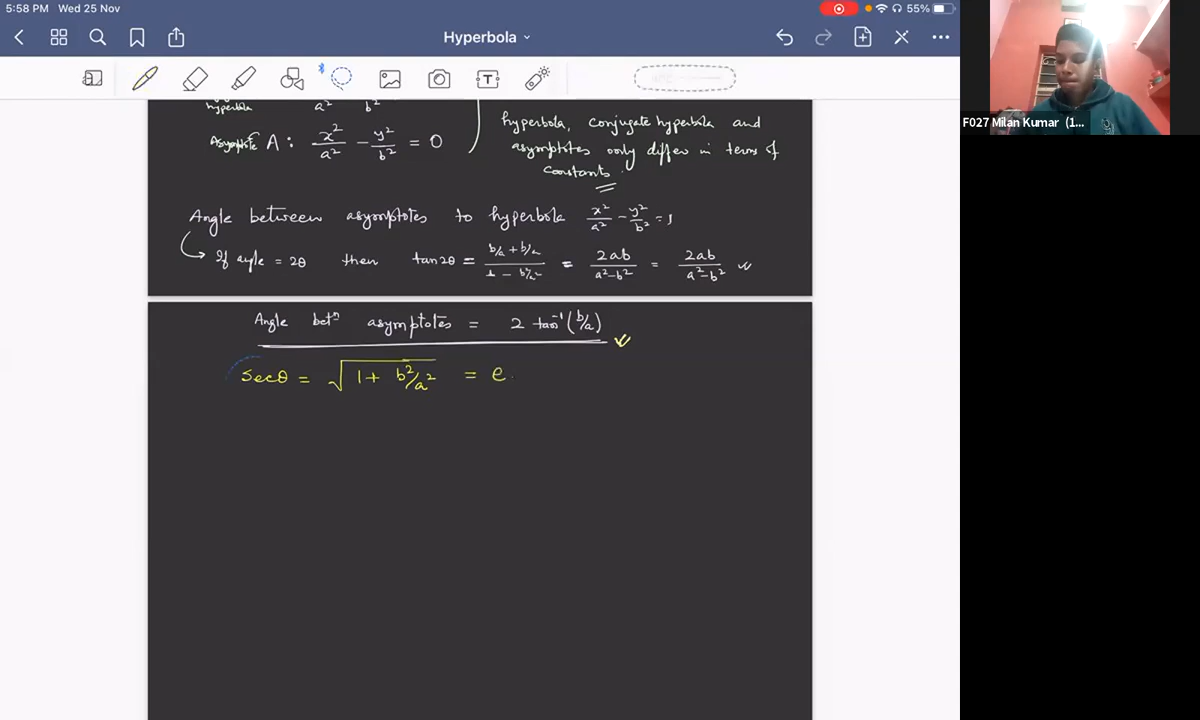 5:58 PM Wed 25 Nov
55%
Hyperbola
hyperbola a² b²
Asymptote A : x²/a² - y²/b² = 0
hyperbola, conjugate hyperbola and
asymptotes only differ in terms of
constants.
Angle between asymptotes to hyperbola x²/a² - y²/b² = 1
If angle = 2θ then tan2θ = (b/a + b/a)/(1 - b²/a²) = 2ab/(a²-b²) = 2ab/(a²-b²)
Angle betⁿ asymptotes = 2 tan⁻¹(b/a)
secθ = √(1 + b²/a²) = e.
F027 Milan Kumar (1...